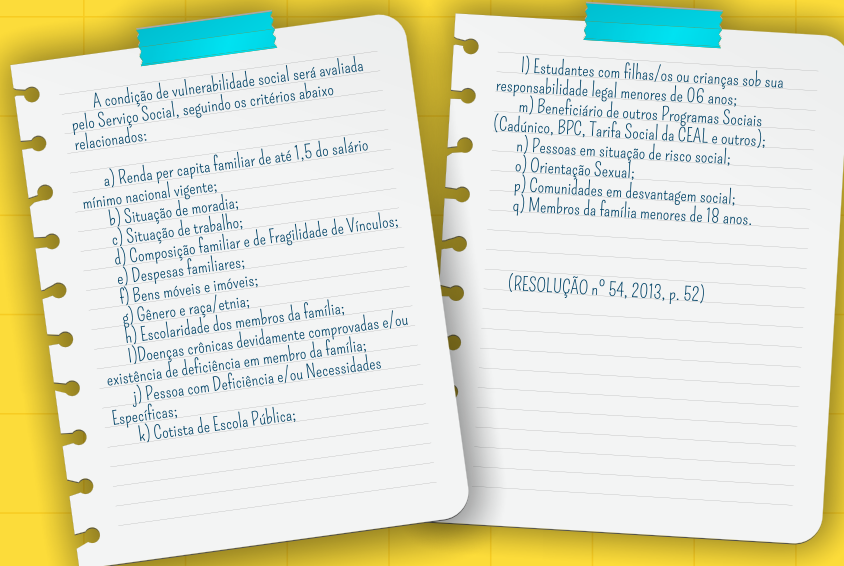 A condição de vulnerabilidade social será avaliada
pelo Serviço Social, seguindo os critérios abaixo
relacionados:
a) Renda per capita familiar de até 1,5 do salário
mínimo nacional vigente;
b) Situação de moradia;
c) Situação de trabalho;
d) Composição familiar e de Fragilidade de Vínculos;
e) Despesas familiares;
f) Bens móveis e imóveis;
g) Gênero e raça/etnia;
h) Escolaridade dos membros da família;
I)Doenças crônicas devidamente comprovadas e/ou
existência de deficiência em membro da família;
j) Pessoa com Deficiência e/ou Necessidades
Específicas;
k) Cotista de Escola Pública;
l) Estudantes com filhas/os ou crianças sob sua
responsabilidade legal menores de 06 anos;
m) Beneficiário de outros Programas Sociais
(Cadúnico, BPC, Tarifa Social da CEAL e outros);
n) Pessoas em situação de risco social;
o) Orientação Sexual;
p) Comunidades em desvantagem social;
q) Membros da família menores de 18 anos.
(RESOLUÇÃO nº 54, 2013, p. 52)